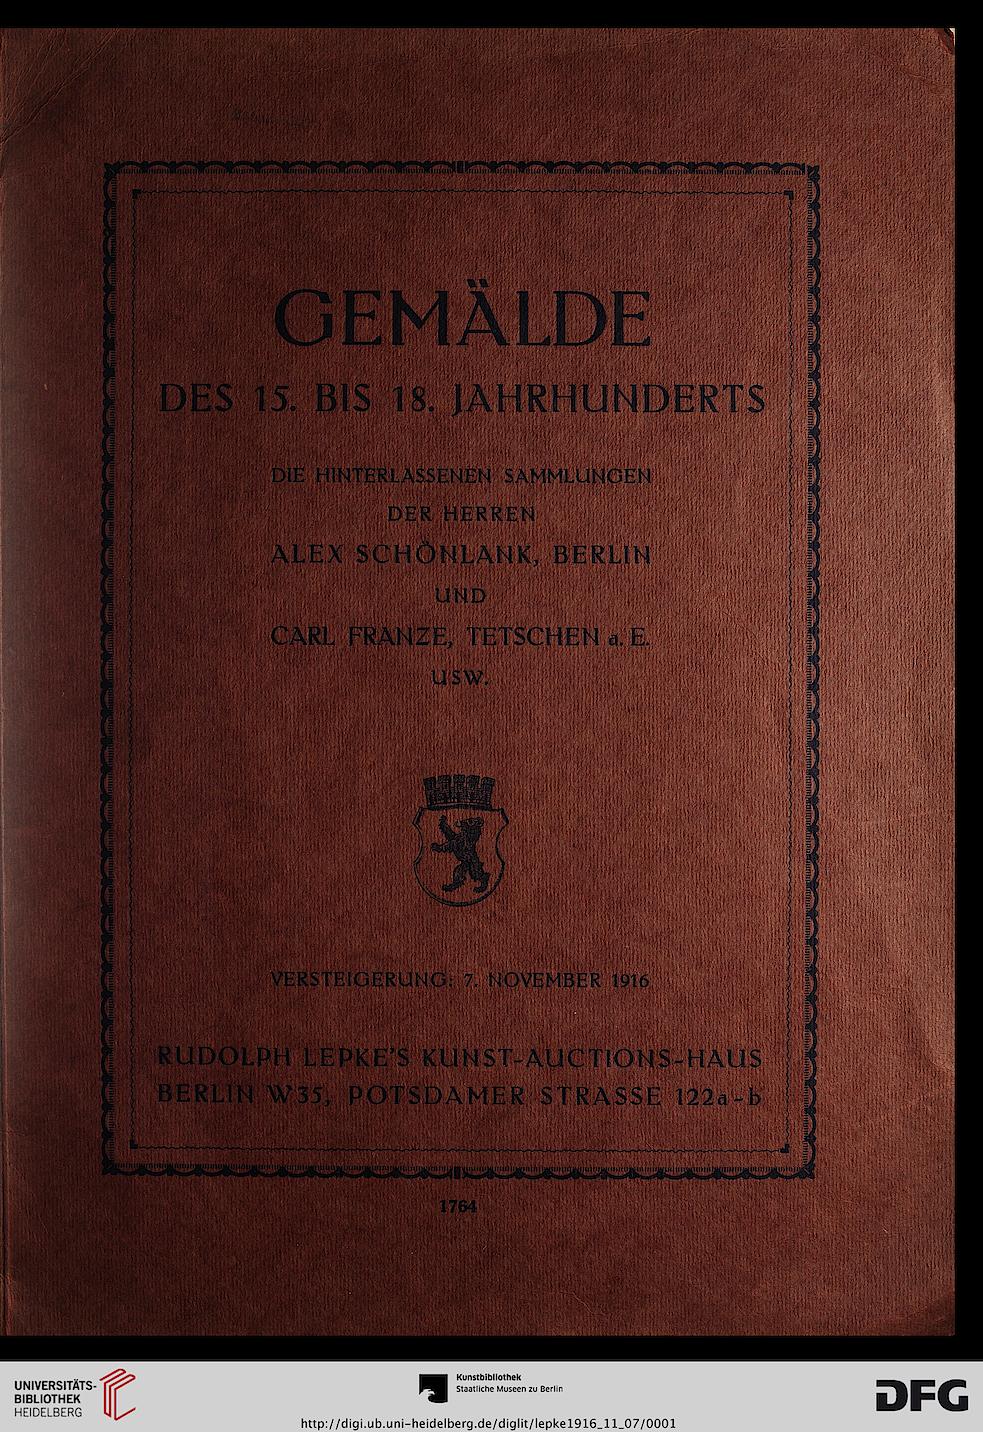 GEMÄLDE
DES 15. BIS 18. JAHRHUNDERTS
DIE HINTERLASSENEN SAMMLUNGEN
DER HERREN
ALEX SCHÖNLANK, BERLIN
UND
CARL FRANZE, TETSCHEN a. E.
USW.
VERSTEIGERUNG: 7. NOVEMBER 1916
RUDOLPH LEPKE'S KUNST-AUCTIONS-HAUS
BERLIN W35, POTSDAMER STRASSE 122a-b
1764
UNIVERSITÄTS-
BIBLIOTHEK
HEIDELBERG
Kunstbibliothek
Staatliche Museen zu Berlin
DFG
http://digi.ub.uni-heidelberg.de/diglit/lepke1916_11_07/0001